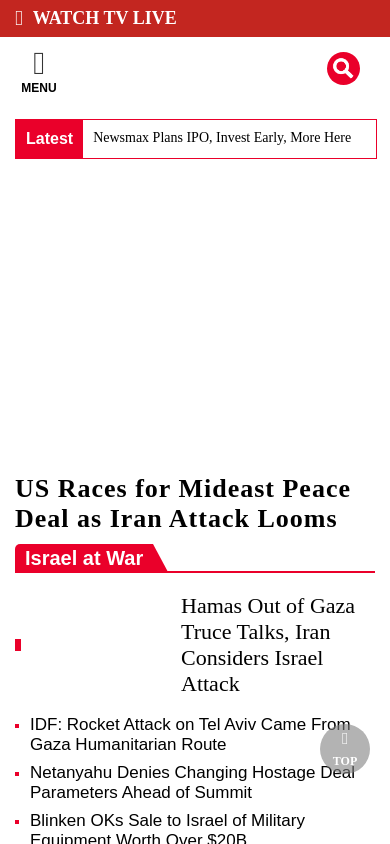 WATCH TV LIVE
MENU
Latest
Newsmax Plans IPO, Invest Early, More Here
US Races for Mideast Peace
Deal as Iran Attack Looms
Israel at War
Hamas Out of Gaza
Truce Talks, Iran
Considers Israel
Attack
IDF: Rocket Attack on Tel Aviv Came From
Gaza Humanitarian Route
Netanyahu Denies Changing Hostage Deal
Parameters Ahead of Summit
TOP
Blinken OKs Sale to Israel of Military
Equipment Worth Over $20B